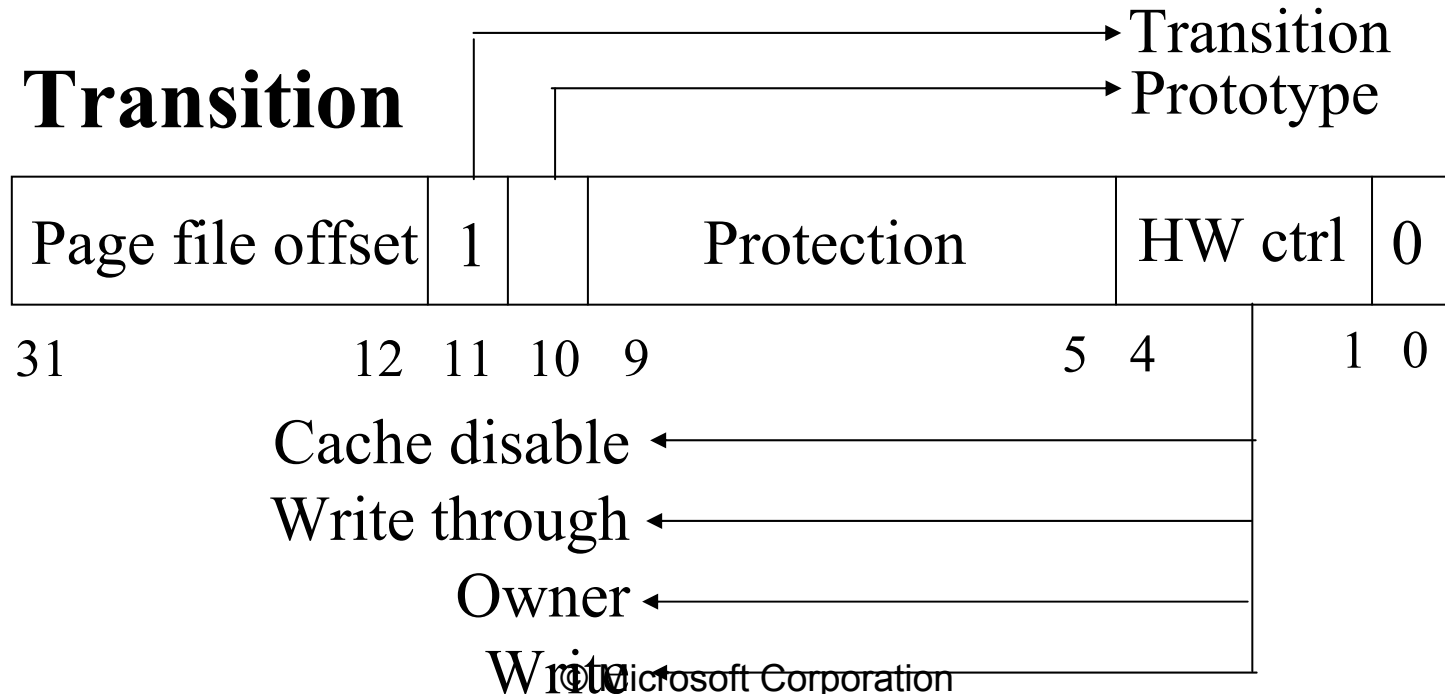 Transition
Prototype
Transition
Page file offset 1 Protection HW ctrl 0
31 12 11 10 9 5 4 1 0
Cache disable
Write through
Owner
Write
© Microsoft Corporation